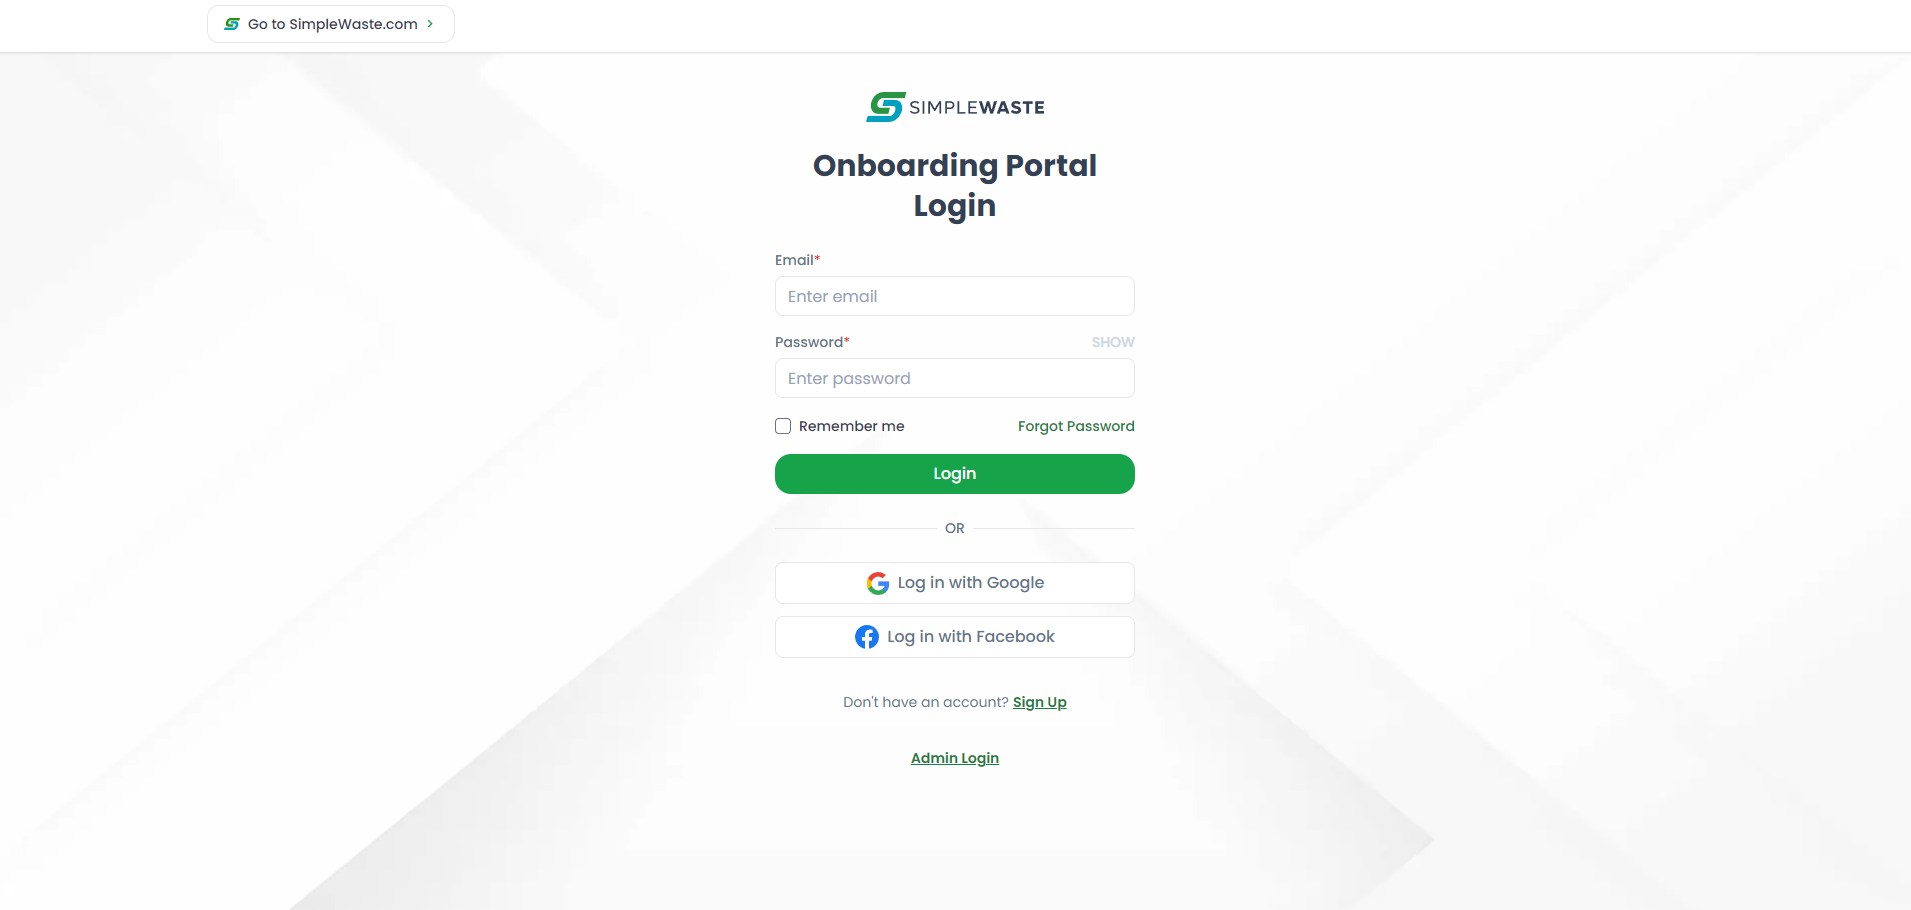 Go to SimpleWaste.com
SIMPLEWASTE
Onboarding Portal
Login
Email*
Enter email
Password* SHOW
Enter password
Remember me Forgot Password
Login
OR
Log in with Google
Log in with Facebook
Don't have an account? Sign Up
Admin Login